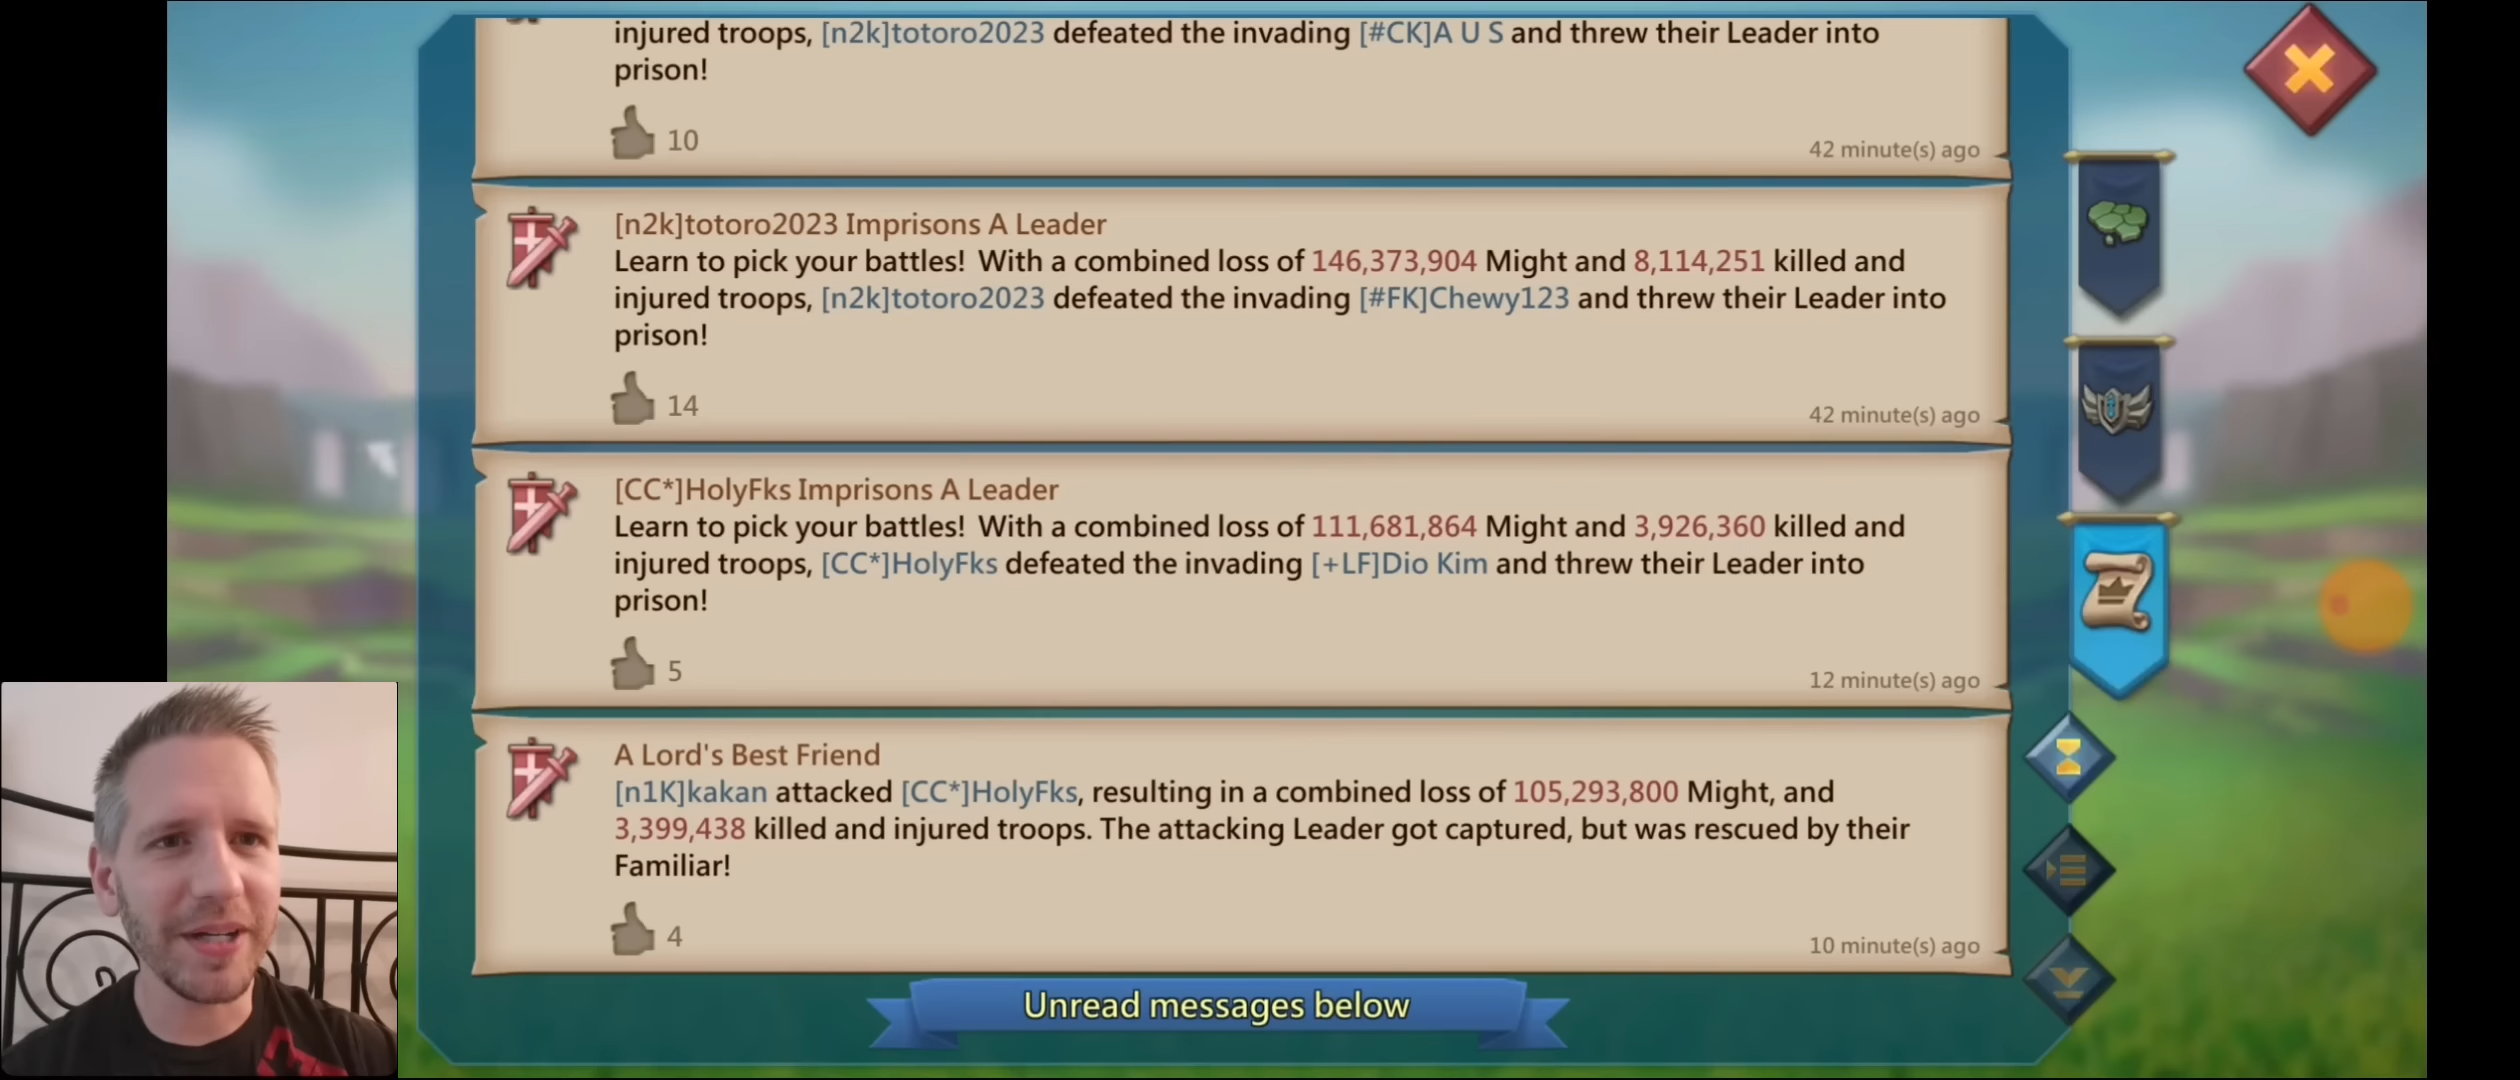 injured troops, [n2k]totoro2023 defeated the invading [#CK]A U S and threw their Leader into
prison!
10
42 minute(s) ago
[n2k]totoro2023 Imprisons A Leader
Learn to pick your battles! With a combined loss of 146,373,904 Might and 8,114,251 killed and
injured troops, [n2k]totoro2023 defeated the invading [#FK]Chewy123 and threw their Leader into
prison!
14
42 minute(s) ago
[CC*]HolyFks Imprisons A Leader
Learn to pick your battles! With a combined loss of 111,681,864 Might and 3,926,360 killed and
injured troops, [CC*]HolyFks defeated the invading [+LF]Dio Kim and threw their Leader into
prison!
5
12 minute(s) ago
A Lord's Best Friend
[n1K]kakan attacked [CC*]HolyFks, resulting in a combined loss of 105,293,800 Might, and
3,399,438 killed and injured troops. The attacking Leader got captured, but was rescued by their
Familiar!
4
10 minute(s) ago
Unread messages below